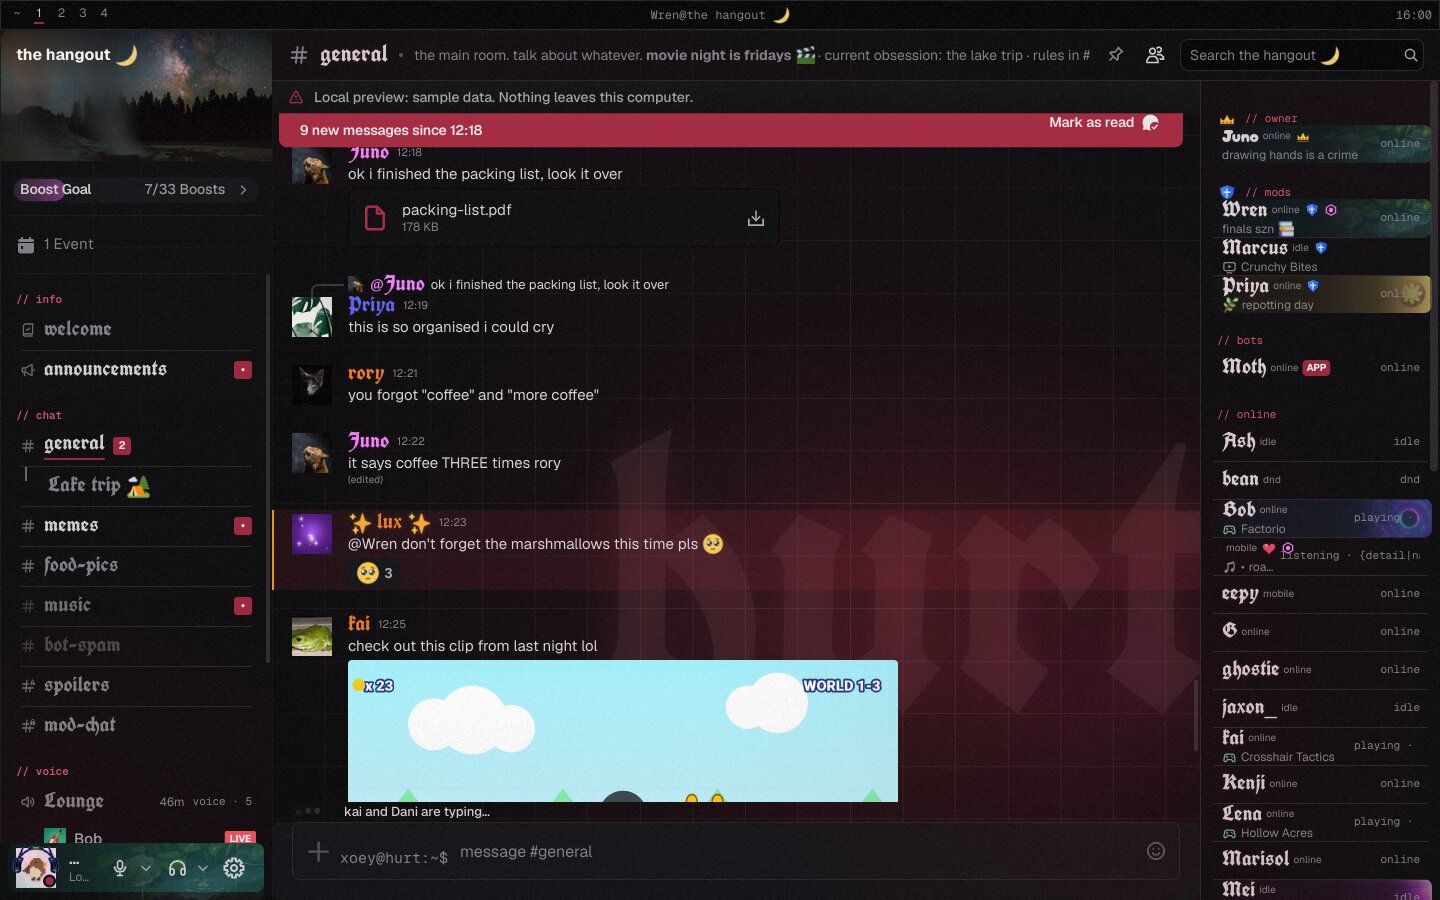 ~ 1 2 3 4
Wren@the hangout 🌙
16:00
the hangout 🌙
Boost Goal 7/33 Boosts
1 Event
// info
welcome
announcements
// chat
general 2
Lake trip 🏕️
memes
food-pics
music
bot-spam
spoilers
mod-chat
// voice
Lounge 46m voice · 5
Bob LIVE
...
Lo...
# general • the main room. talk about whatever. movie night is fridays 🎬 · current obsession: the lake trip · rules in #
Search the hangout 🌙
Local preview: sample data. Nothing leaves this computer.
9 new messages since 12:18 Mark as read
Juno 12:18
ok i finished the packing list, look it over
packing-list.pdf
178 KB
@Juno ok i finished the packing list, look it over
Priya 12:19
this is so organised i could cry
rory 12:21
you forgot "coffee" and "more coffee"
Juno 12:22
it says coffee THREE times rory
(edited)
✨ lux ✨ 12:23
@Wren don't forget the marshmallows this time pls 🥺
🥺 3
kai 12:25
check out this clip from last night lol
x 23 WORLD 1-3
hurt
kai and Dani are typing...
xoey@hurt:~$ message #general
// owner
Juno online online
drawing hands is a crime
// mods
Wren online online
finals szn 📚
Marcus idle
Crunchy Bites
Priya online onli
🌿 repotting day
// bots
Moth online APP online
// online
Ash idle idle
bean dnd dnd
Bob online playing ·
Factorio
mobile listening · {detail|n
• roa...
eepy mobile online
G online online
ghostie online online
jaxon_ idle idle
kai online playing ·
Crosshair Tactics
Kenji online online
Lena online playing ·
Hollow Acres
Marisol online online
Mei idle idle